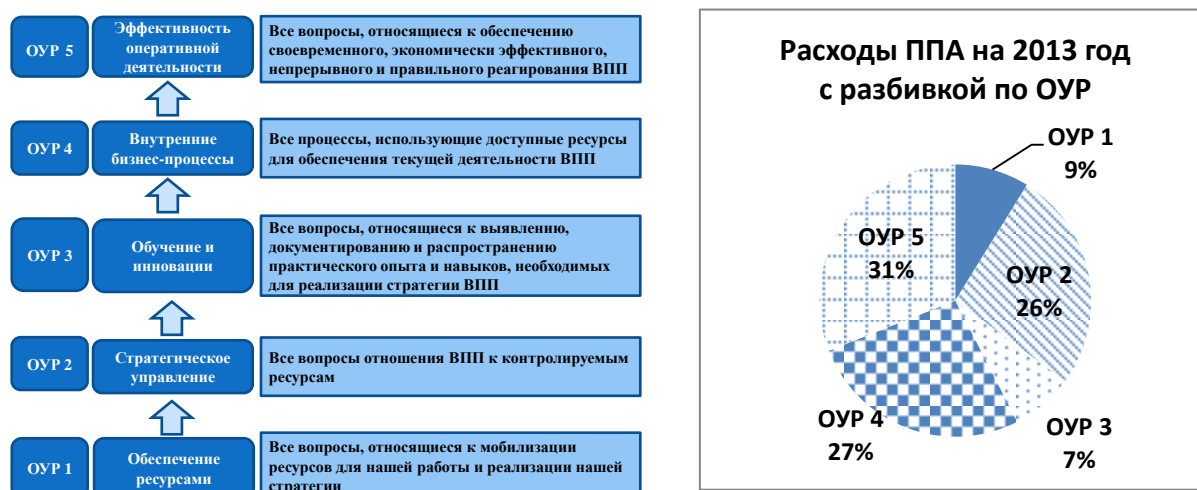 ОУР 5
Эффективность
оперативной
деятельности
Все вопросы, относящиеся к обеспечению
своевременного, экономически эффективного,
непрерывного и правильного реагирования ВПП
ОУР 4
Внутренние
бизнес-процессы
Все процессы, использующие доступные ресурсы
для обеспечения текущей деятельности ВПП
ОУР 3
Обучение и
инновации
Все вопросы, относящиеся к выявлению,
документированию и распространению
практического опыта и навыков, необходимых
для реализации стратегии ВПП
ОУР 2
Стратегическое
управление
Все вопросы отношения ВПП к контролируемым
ресурсам
ОУР 1
Обеспечение
ресурсами
Все вопросы, относящиеся к мобилизации
ресурсов для нашей работы и реализации нашей
стратегии
Расходы ППА на 2013 год
с разбивкой по ОУР
ОУР 1
9%
ОУР 2
26%
ОУР 3
7%
ОУР 4
27%
ОУР 5
31%